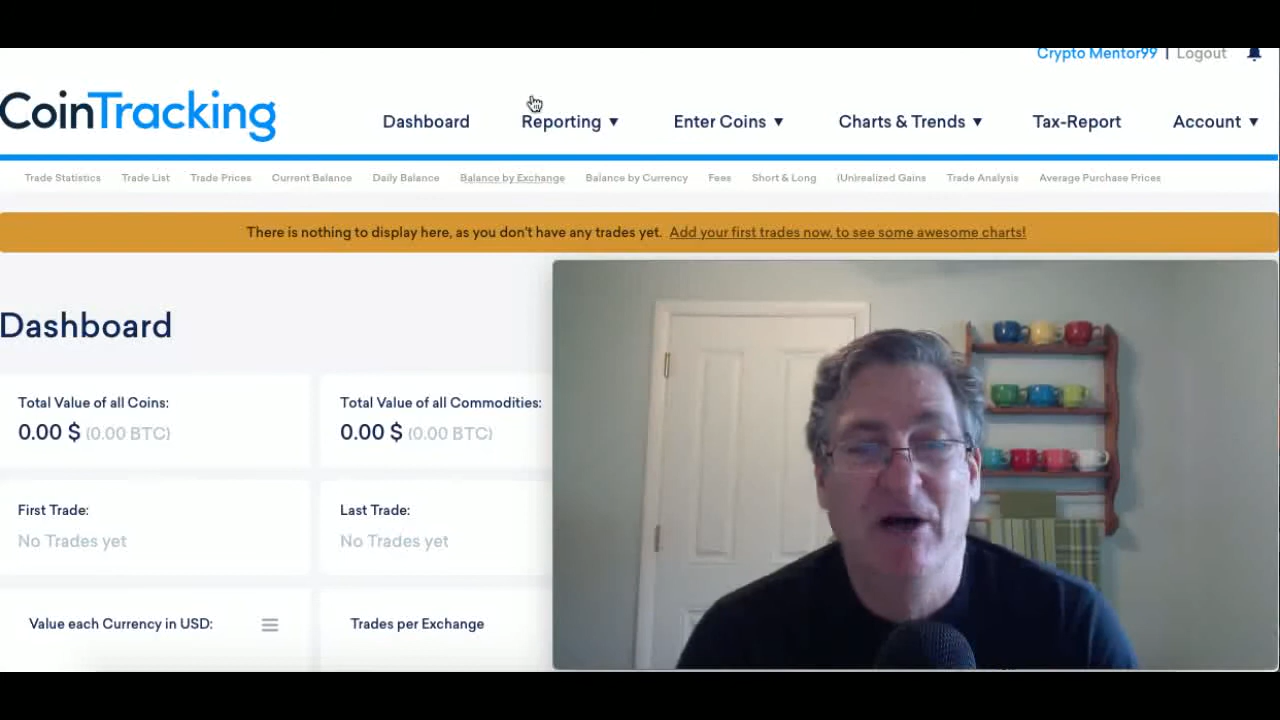 Crypto Mentor99 | Logout
CoinTracking
Dashboard Reporting ▼ Enter Coins ▼ Charts & Trends ▼ Tax-Report Account ▼
Trade Statistics Trade List Trade Prices Current Balance Daily Balance Balance by Exchange Balance by Currency Fees Short & Long (Un)realized Gains Trade Analysis Average Purchase Prices
There is nothing to display here, as you don't have any trades yet. Add your first trades now, to see some awesome charts!
Dashboard
Total Value of all Coins:
0.00 $ (0.00 BTC)
Total Value of all Commodities:
0.00 $ (0.00 BTC)
First Trade:
No Trades yet
Last Trade:
No Trades yet
Value each Currency in USD:
Trades per Exchange